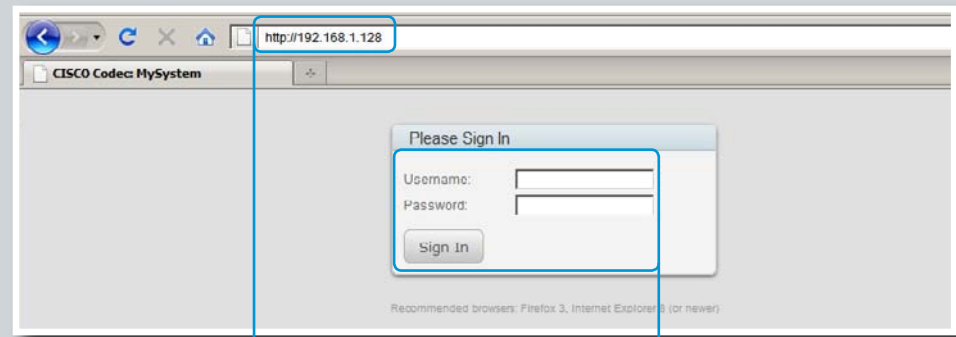 http://192.168.1.128
CISCO Codec: MySystem
Please Sign In
Username:
Password:
Sign In
Recommended browsers: Firefox 3, Internet Explorer (or newer)